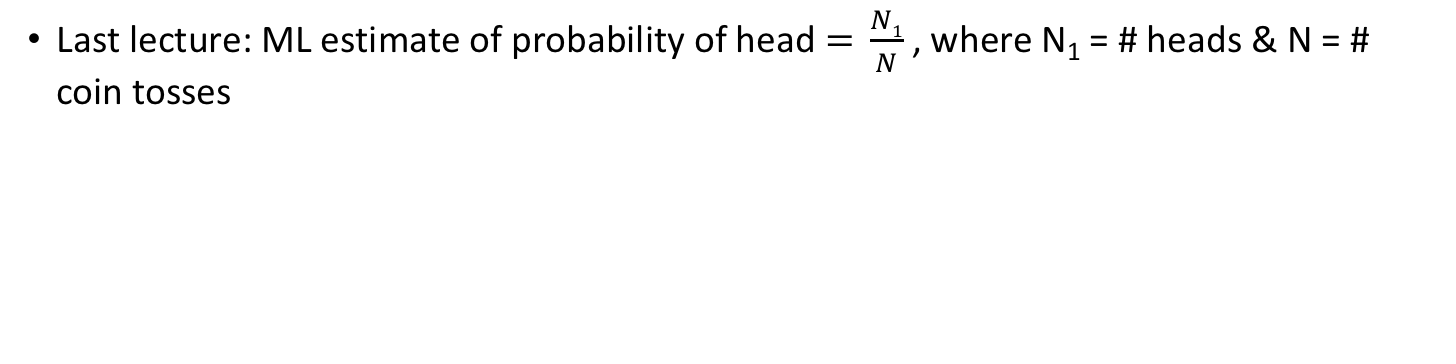 • Last lecture: ML estimate of probability of head = N₁/N , where N₁ = # heads & N = #
coin tosses